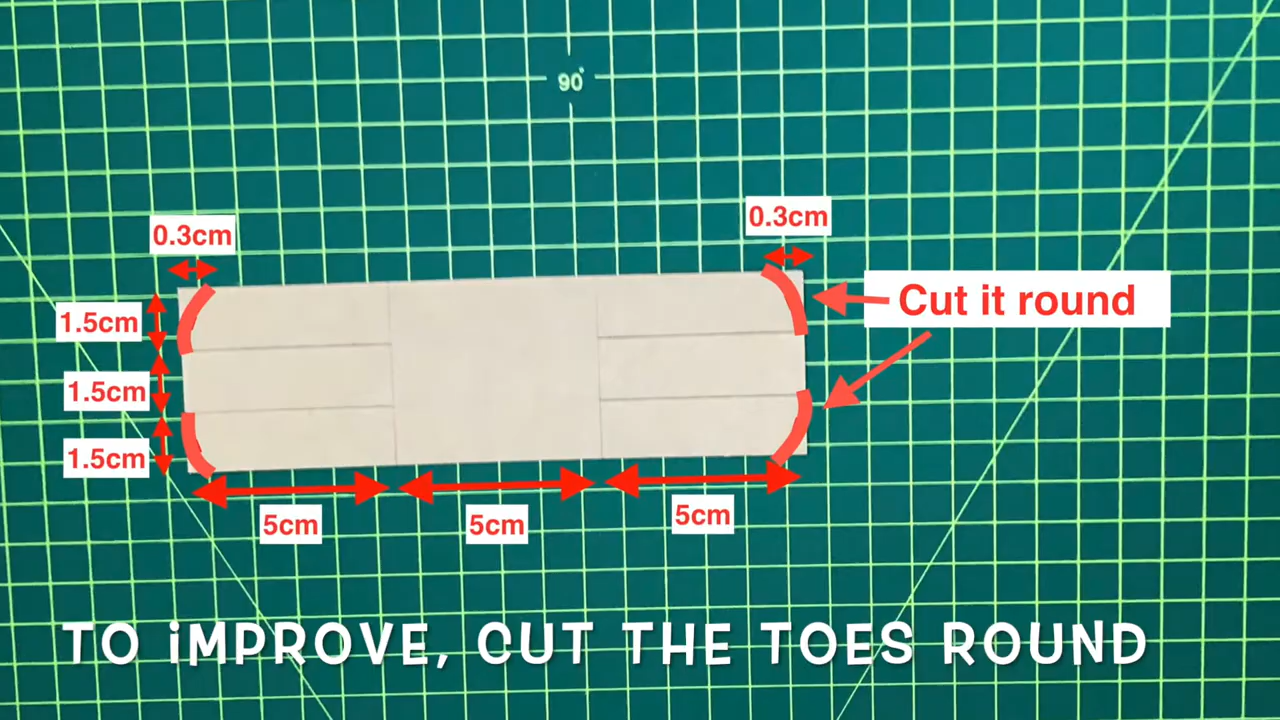 90°
0.3cm
0.3cm
Cut it round
1.5cm
1.5cm
1.5cm
5cm
5cm
5cm
TO iMPROVE, CUT THE TOES ROUND